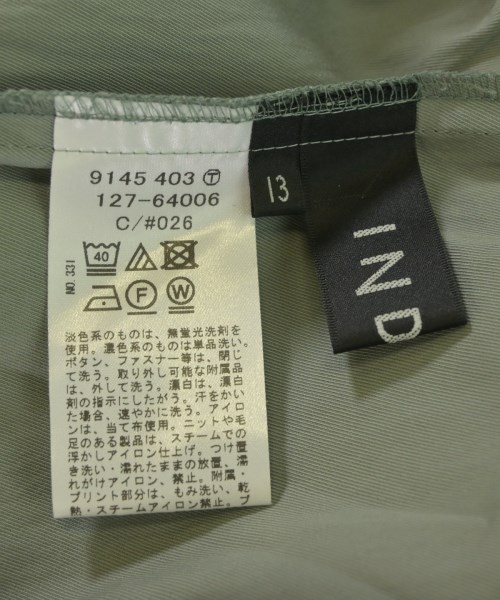 9145 403 Ⓣ
127-64006
C/#026
NO.331
40
F W
淡色系のものは、無蛍光洗剤を
使用。濃色系のものは単品洗い。
ボタン、ファスナー等は、閉じ
て洗う。取り外し可能な附属品
は、外して洗う。漂白は、漂白
剤の指示にしたがう。汗をかい
た場合、速やかに洗う。アイロ
ンは、当て布使用。ニットや毛
足のある製品は、スチームでの
浮かしアイロン仕上げ。つけ置
き洗い・濡れたままの放置、濡
れがけアイロン、禁止。附属・
プリント部分は、もみ洗い、乾
熱・スチームアイロン禁止。プ
13
IND